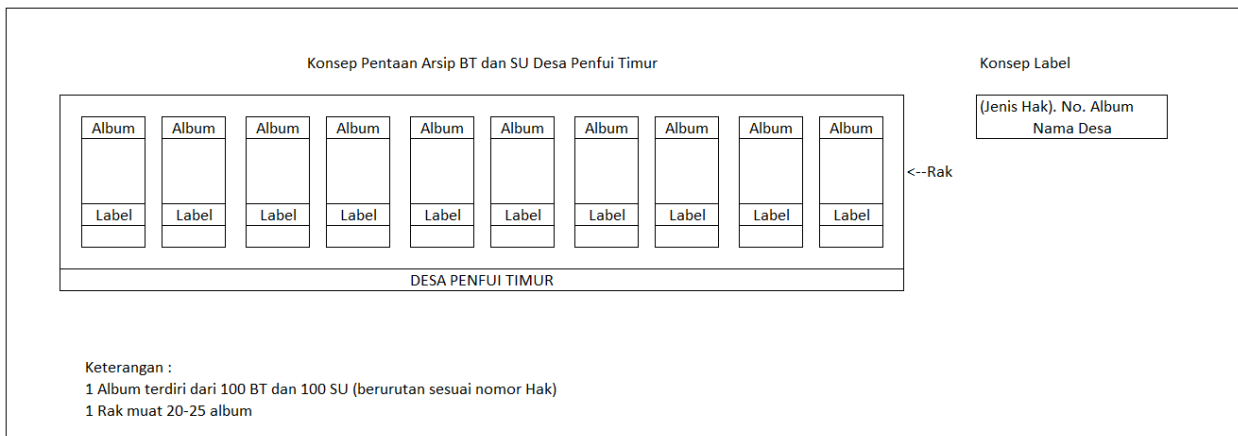 Konsep Pentaan Arsip BT dan SU Desa Penfui Timur
Konsep Label
(Jenis Hak). No. Album
Nama Desa
Album Album Album Album Album Album Album Album Album Album
<--Rak
Label Label Label Label Label Label Label Label Label Label
DESA PENFUI TIMUR
Keterangan :
1 Album terdiri dari 100 BT dan 100 SU (berurutan sesuai nomor Hak)
1 Rak muat 20-25 album